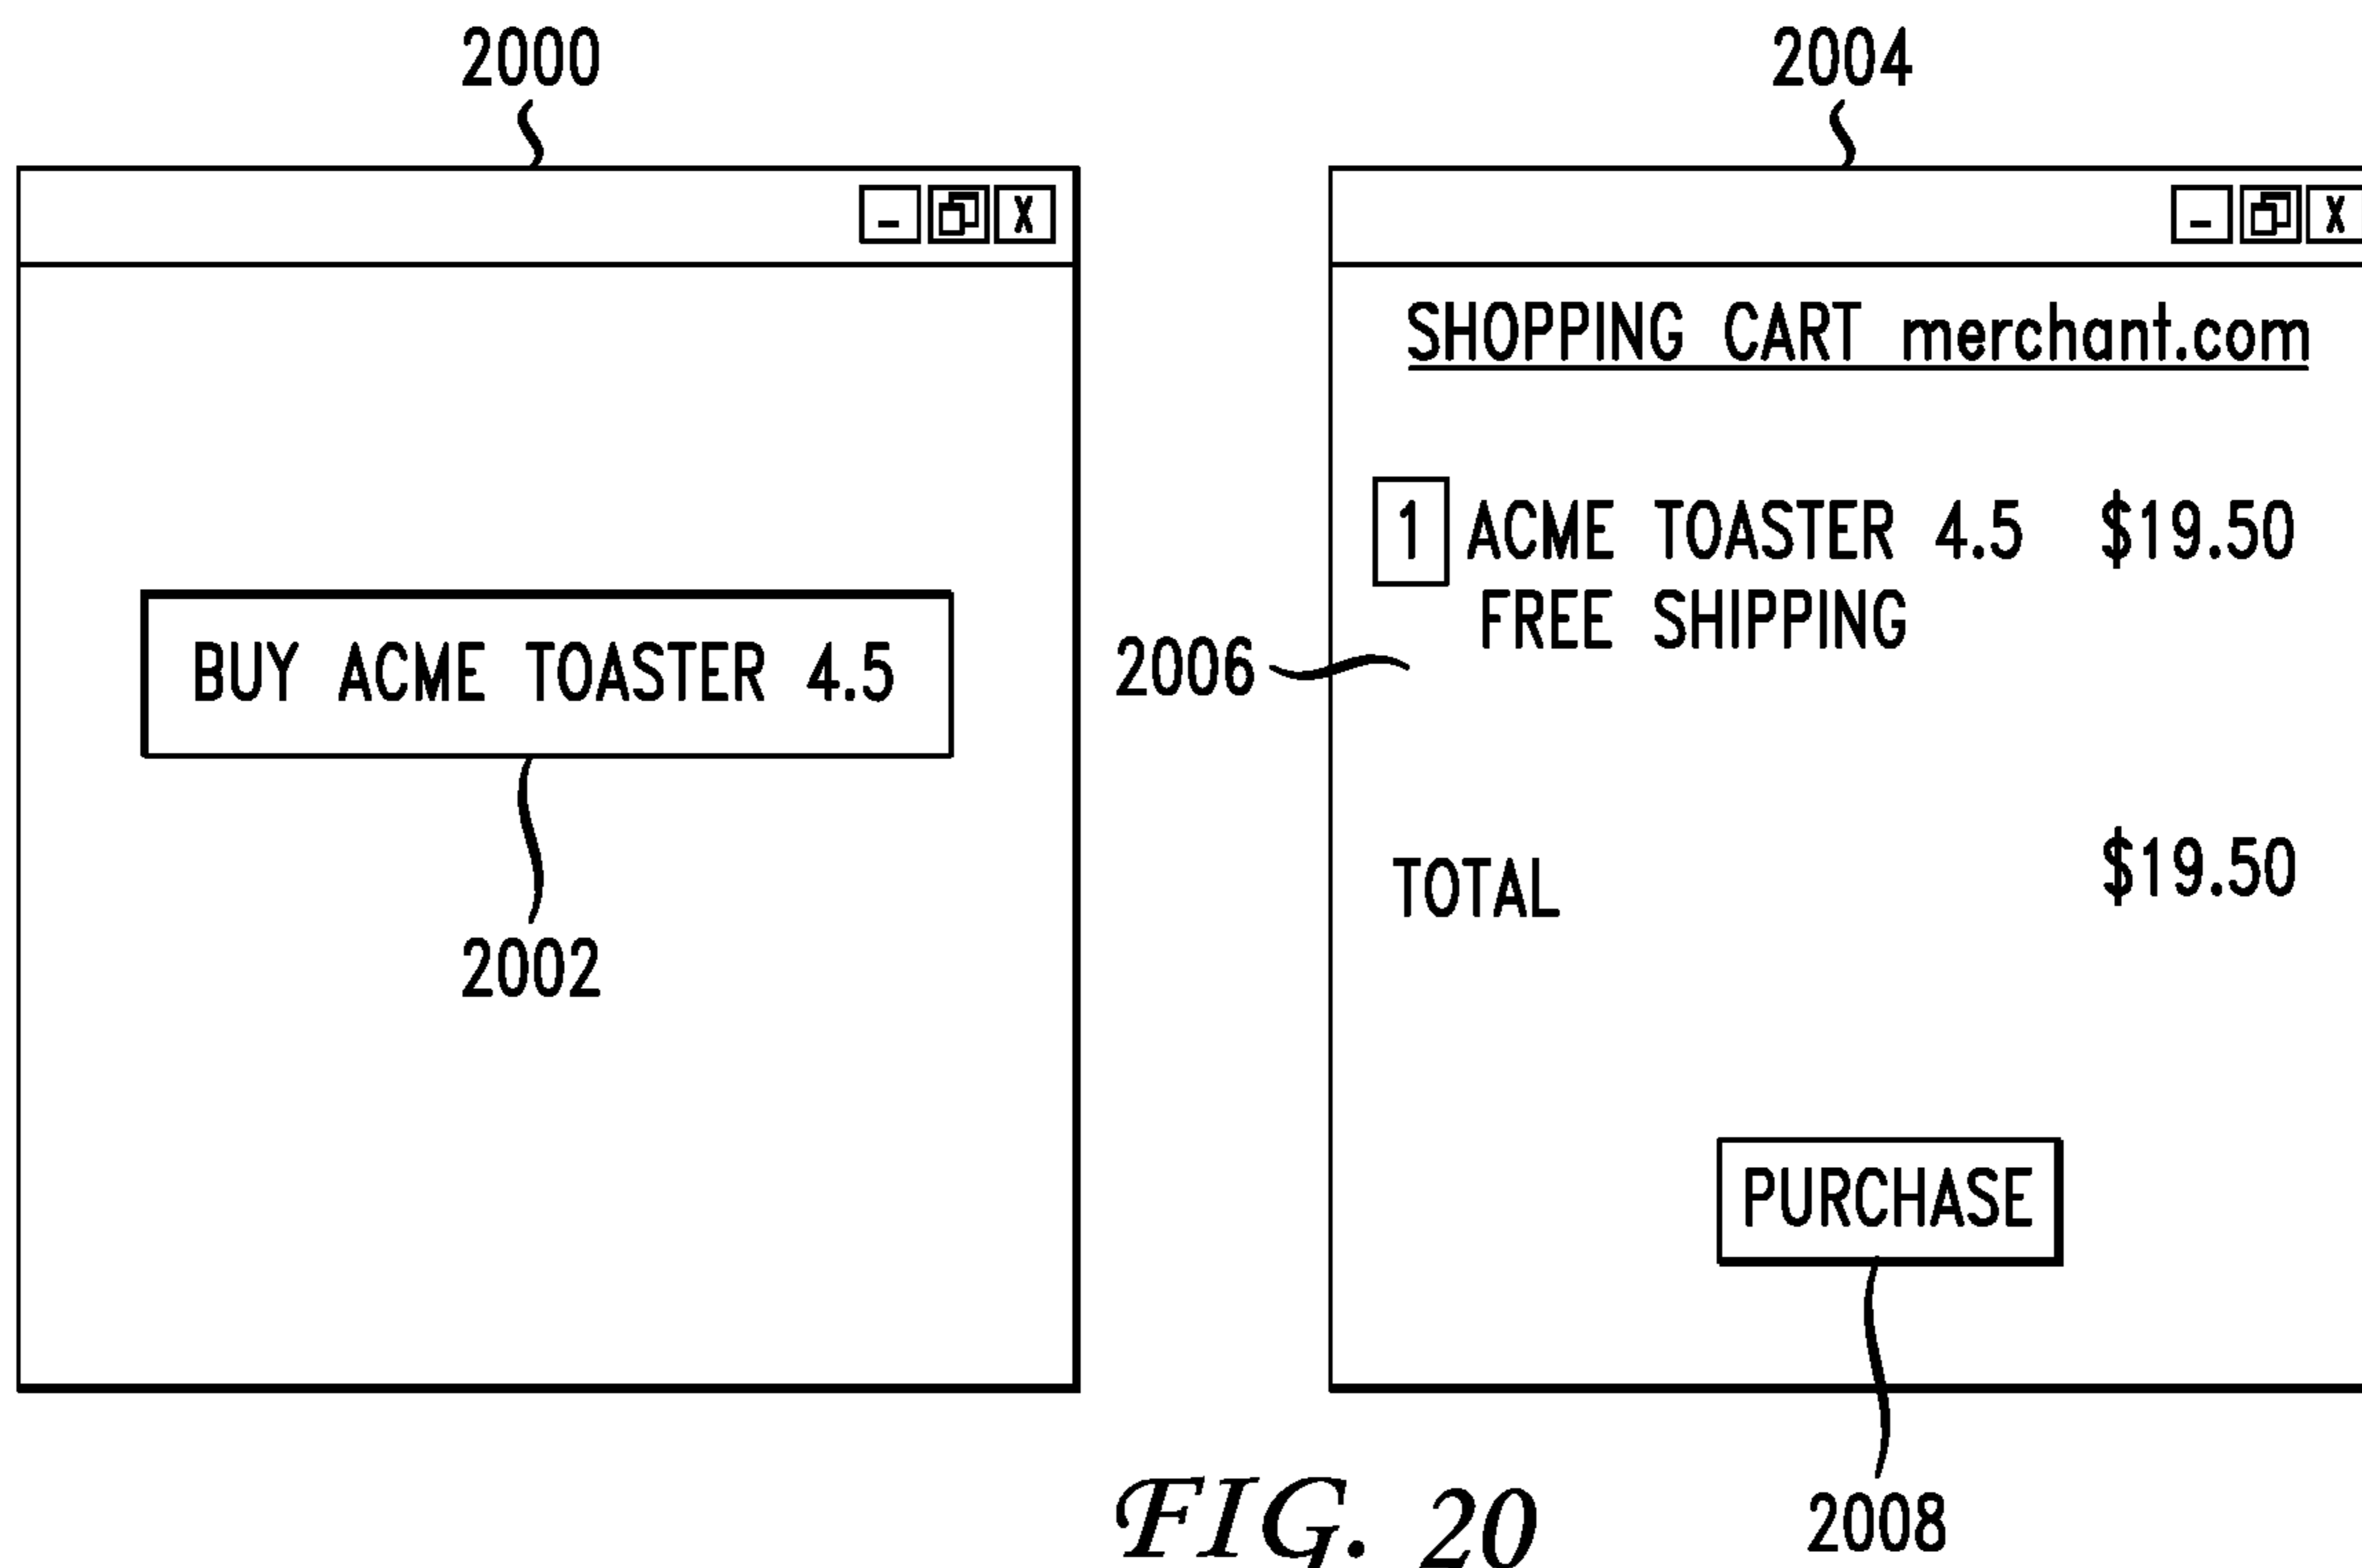 2000
X
BUY ACME TOASTER 4.5
2002
2004
X
SHOPPING CART merchant.com
1 ACME TOASTER 4.5 $19.50
FREE SHIPPING
2006
TOTAL $19.50
PURCHASE
2008
FIG. 20